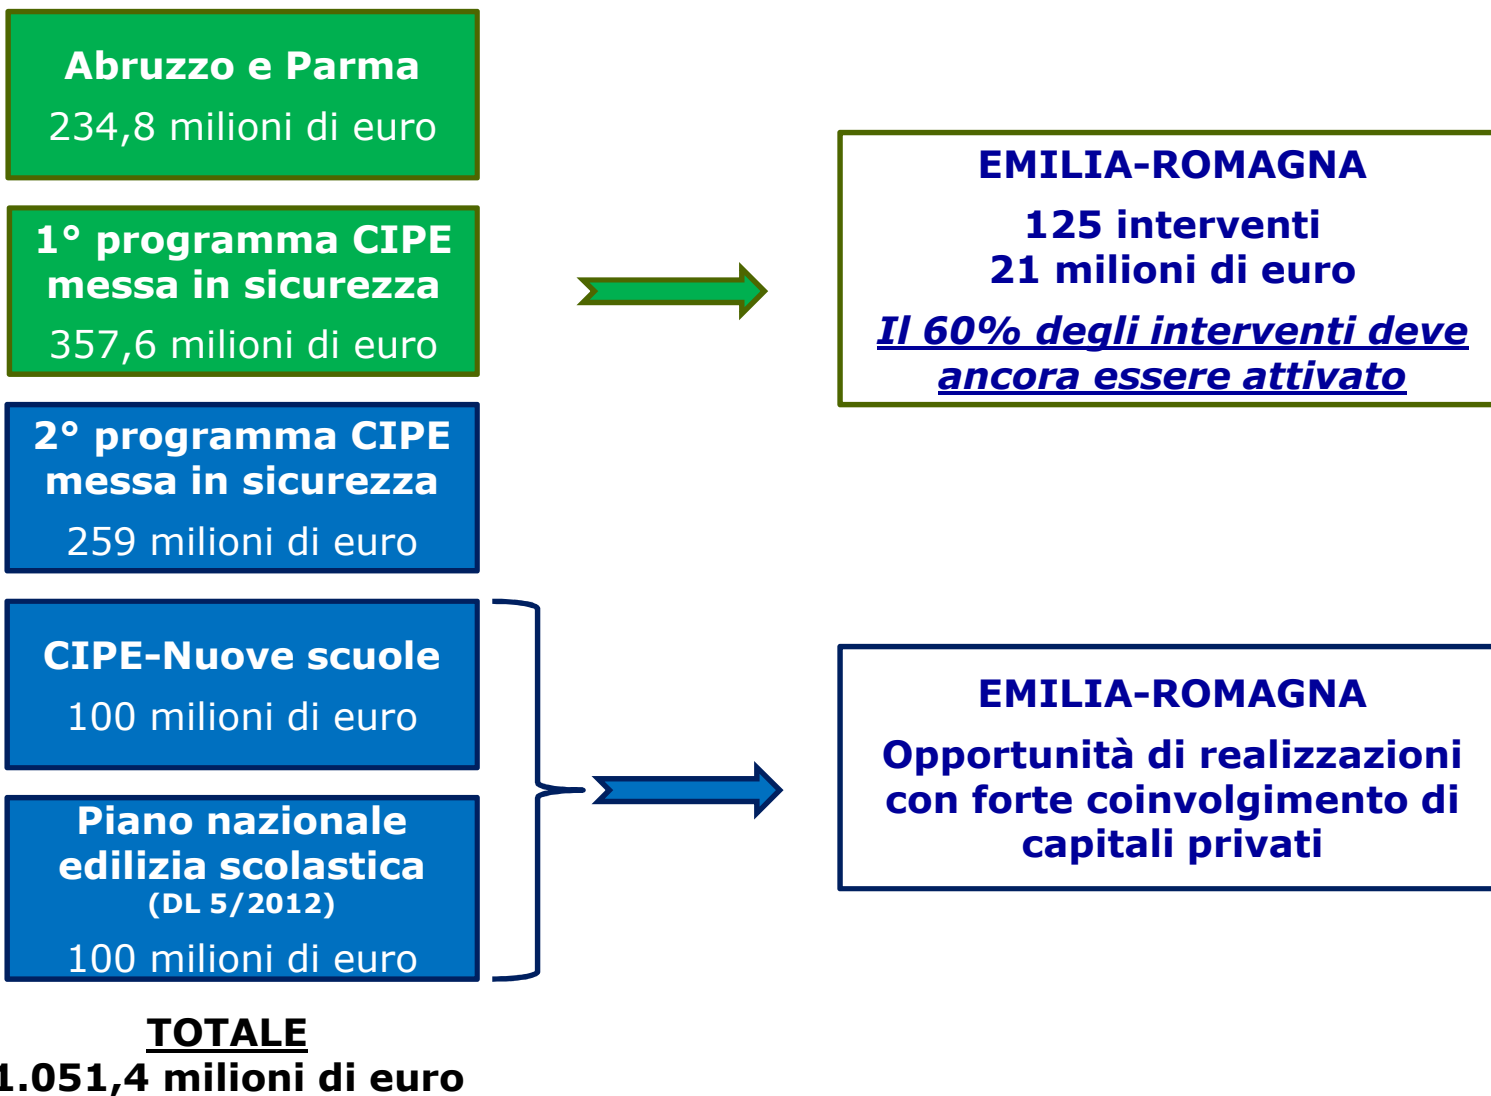 Abruzzo e Parma
234,8 milioni di euro
1° programma CIPE
messa in sicurezza
357,6 milioni di euro
2° programma CIPE
messa in sicurezza
259 milioni di euro
CIPE-Nuove scuole
100 milioni di euro
Piano nazionale
edilizia scolastica
(DL 5/2012)
100 milioni di euro
TOTALE
1.051,4 milioni di euro
EMILIA-ROMAGNA
125 interventi
21 milioni di euro
Il 60% degli interventi deve
ancora essere attivato
EMILIA-ROMAGNA
Opportunità di realizzazioni
con forte coinvolgimento di
capitali privati